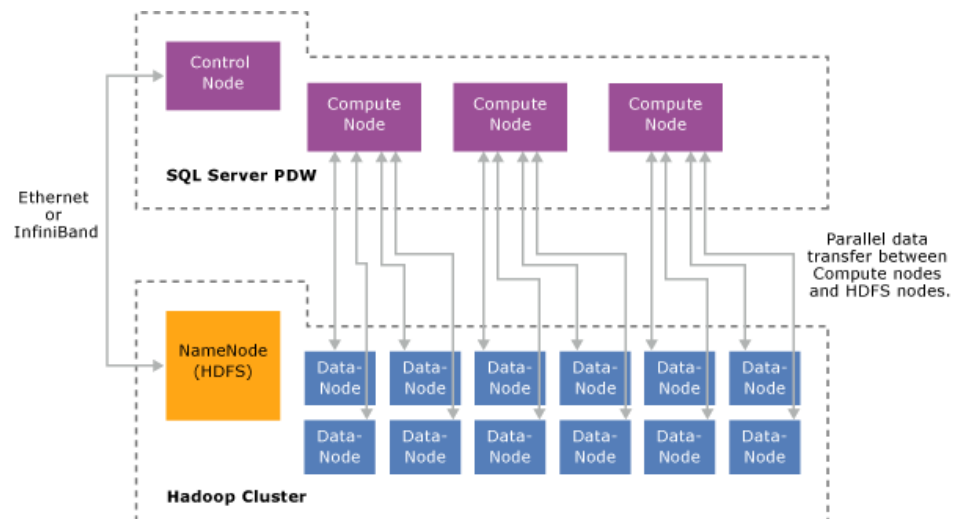 Control
Node
Compute
Node
Compute
Node
Compute
Node
SQL Server PDW
Ethernet
or
InfiniBand
Parallel data
transfer between
Compute nodes
and HDFS nodes.
NameNode
(HDFS)
Data-
Node
Data-
Node
Data-
Node
Data-
Node
Data-
Node
Data-
Node
Data-
Node
Data-
Node
Data-
Node
Data-
Node
Data-
Node
Data-
Node
Hadoop Cluster